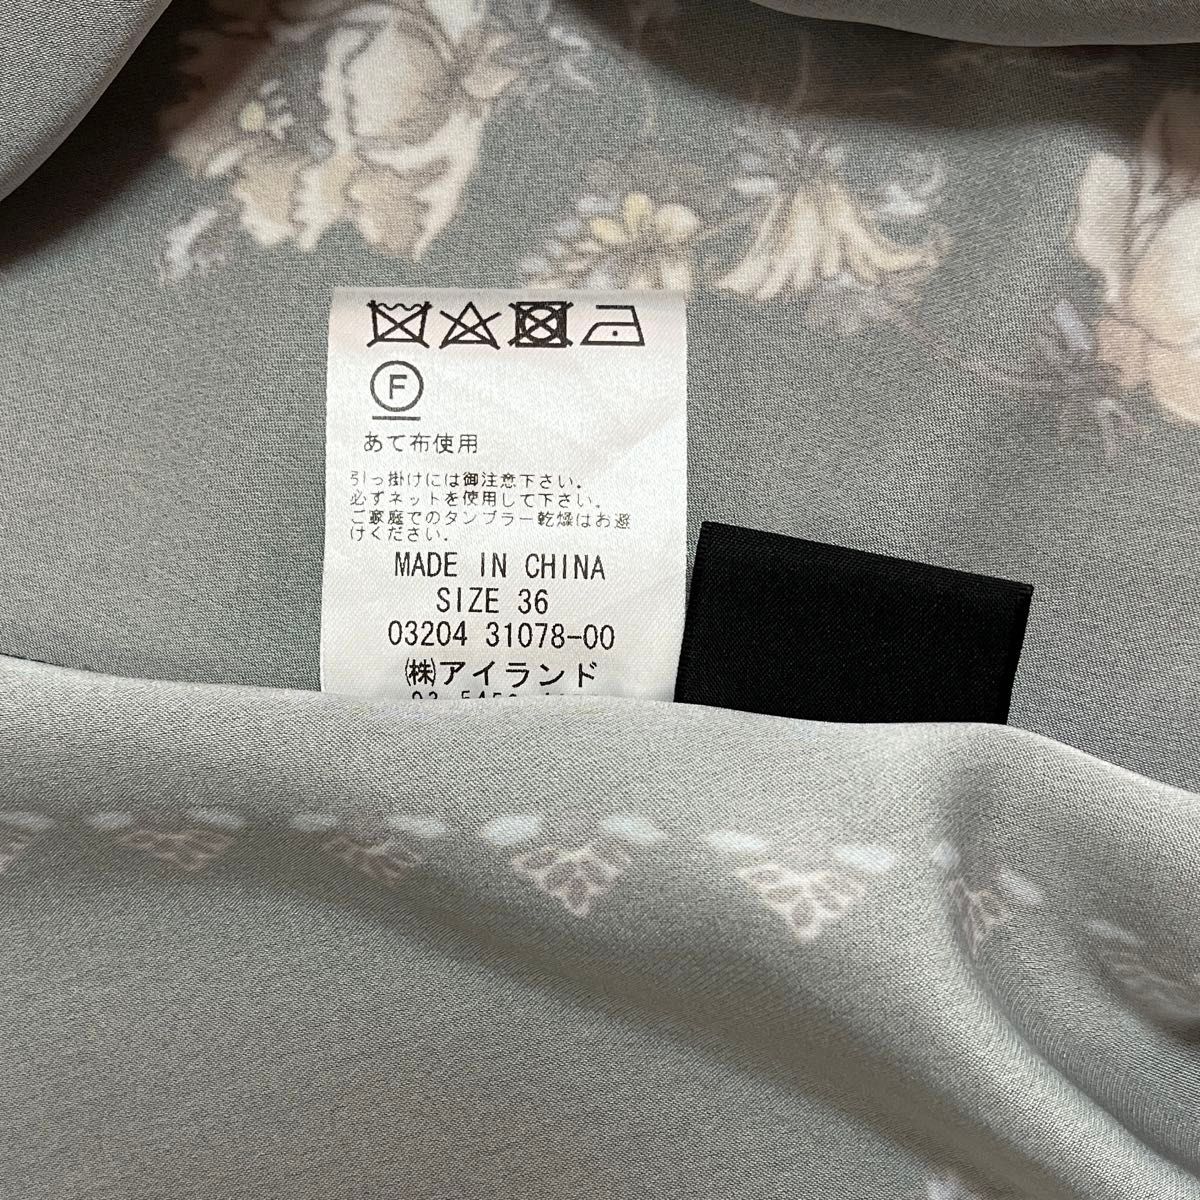 F
あて布使用
引っ掛けには御注意下さい.
必ずネットを使用して下さい.
ご家庭でのタンブラー乾燥はお避
けください.
MADE IN CHINA
SIZE 36
03204 31078-00
㈱アイランド